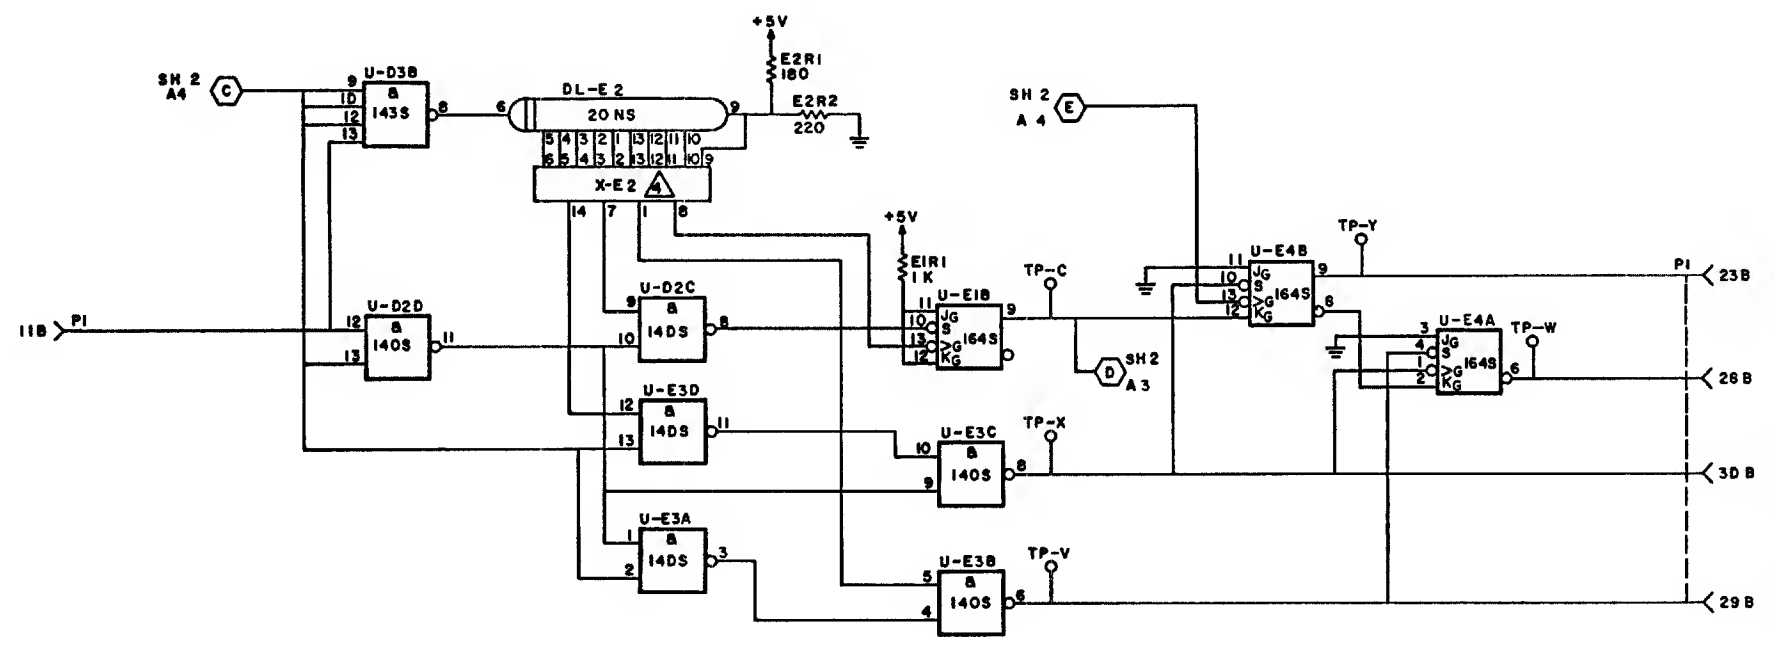 +5V
E2R1
180
SH 2
A4
C
U-D3B
9
10
12
13
&
143S
8
6
DL-E2
20 NS
9
E2R2
220
5 4 3 2 1 13 12 11 10
6 5 4 3 2 13 12 11 10 9
X-E2
4
14 7 1 8
SH 2
A 4
E
+5V
E1R1
1K
U-D2C
9
10
&
14DS
8
U-E1B
11
10
13
12
JG
S
>G
KG
164S
9
TP-C
D
SH2
A3
U-E4B
11
10
13
12
JG
S
>G
KG
164S
9
8
TP-Y
P1
23B
U-E4A
3
4
1
2
JG
S
>G
KG
164S
6
TP-W
28B
11B
P1
U-D2D
12
13
&
140S
11
U-E3D
12
13
&
14DS
11
U-E3C
10
9
&
140S
8
TP-X
3DB
U-E3A
1
2
&
14DS
3
U-E3B
5
4
&
140S
6
TP-V
29B